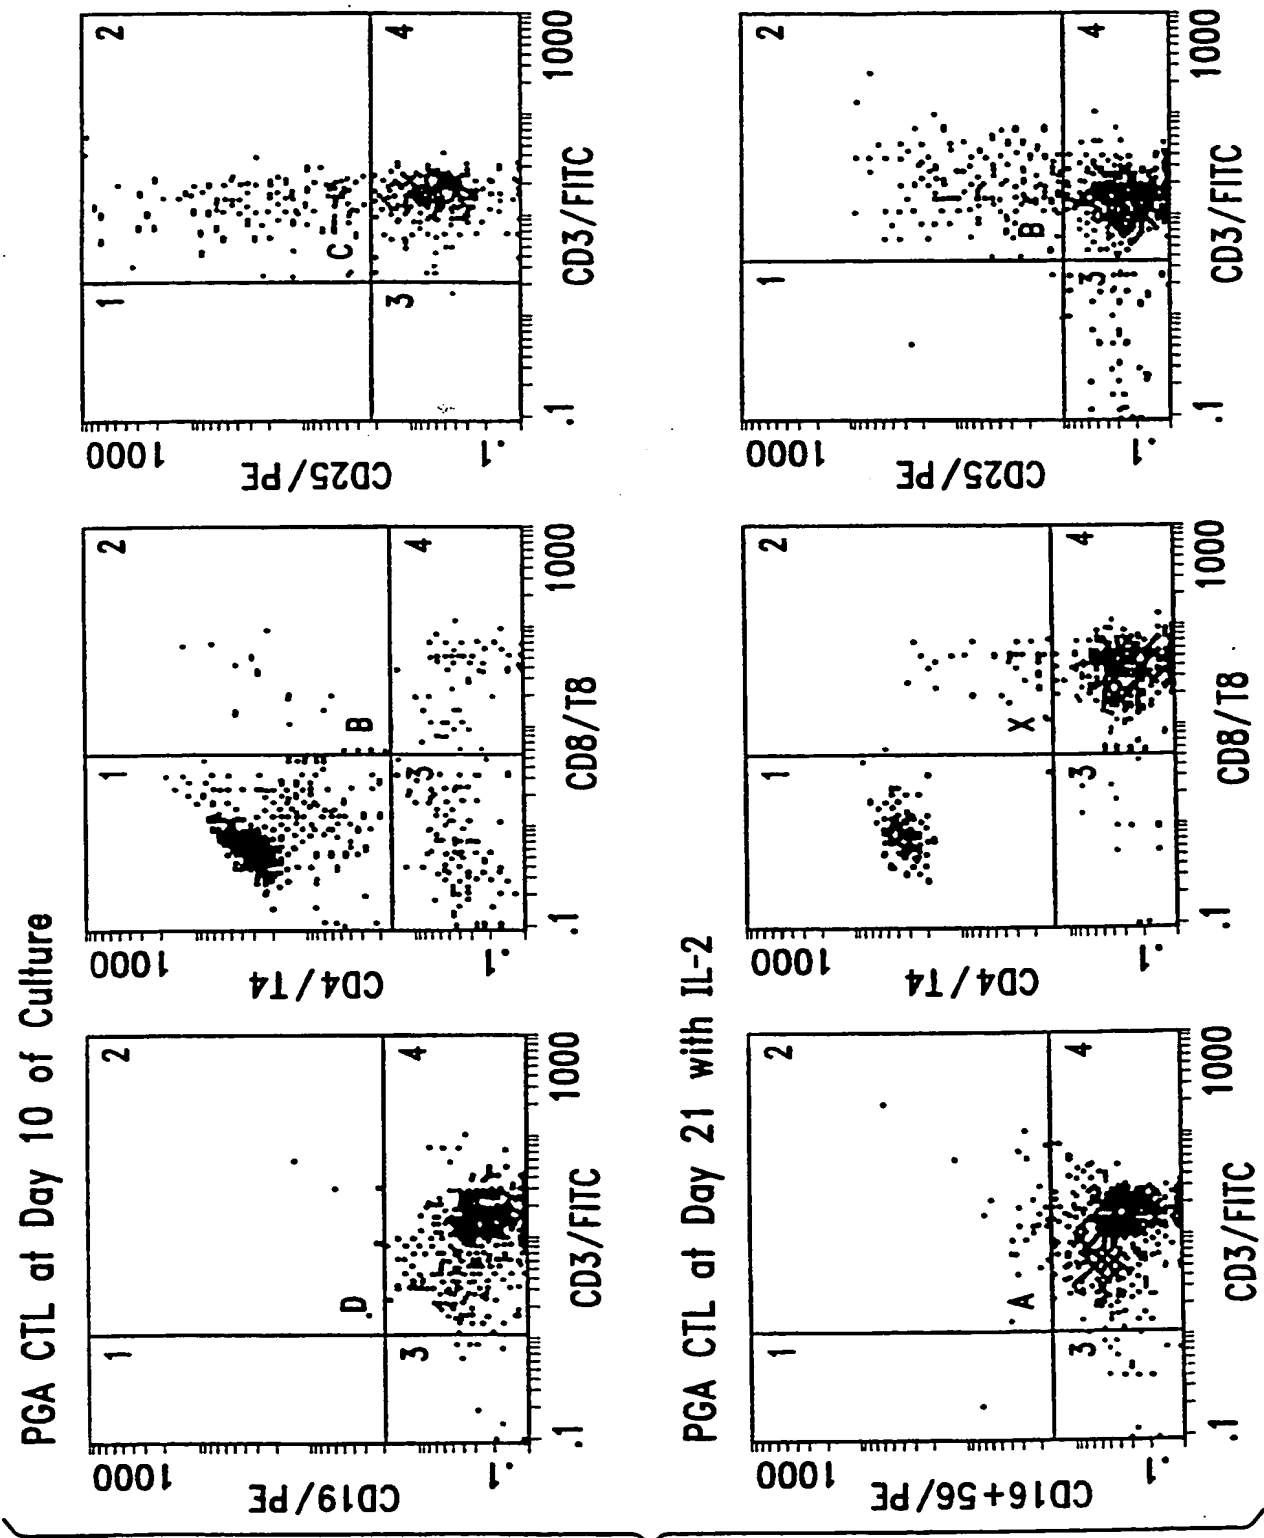 PGA CTL at Day 10 of Culture
1 2
D
3 4
CD19/PE
1000
.1
.1 1000
CD3/FITC
1 2
B
3 4
CD4/T4
1000
.1
.1 1000
CD8/T8
1 2
C
3 4
CD25/PE
1000
.1
.1 1000
CD3/FITC
PGA CTL at Day 21 with IL-2
1 2
A
3 4
CD16+56/PE
1000
.1
.1 1000
CD3/FITC
1 2
X
3 4
CD4/T4
1000
.1
.1 1000
CD8/T8
1 2
B
3 4
CD25/PE
1000
.1
.1 1000
CD3/FITC